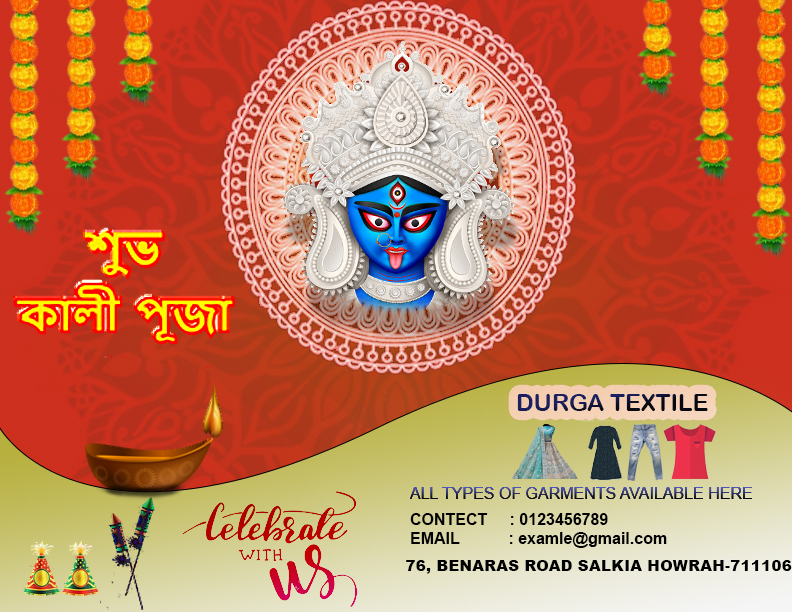 শুভ
কালী পূজা
DURGA TEXTILE
ALL TYPES OF GARMENTS AVAILABLE HERE
Celebrate
WITH
us
CONTECT : 0123456789
EMAIL : examle@gmail.com
76, BENARAS ROAD SALKIA HOWRAH-711106